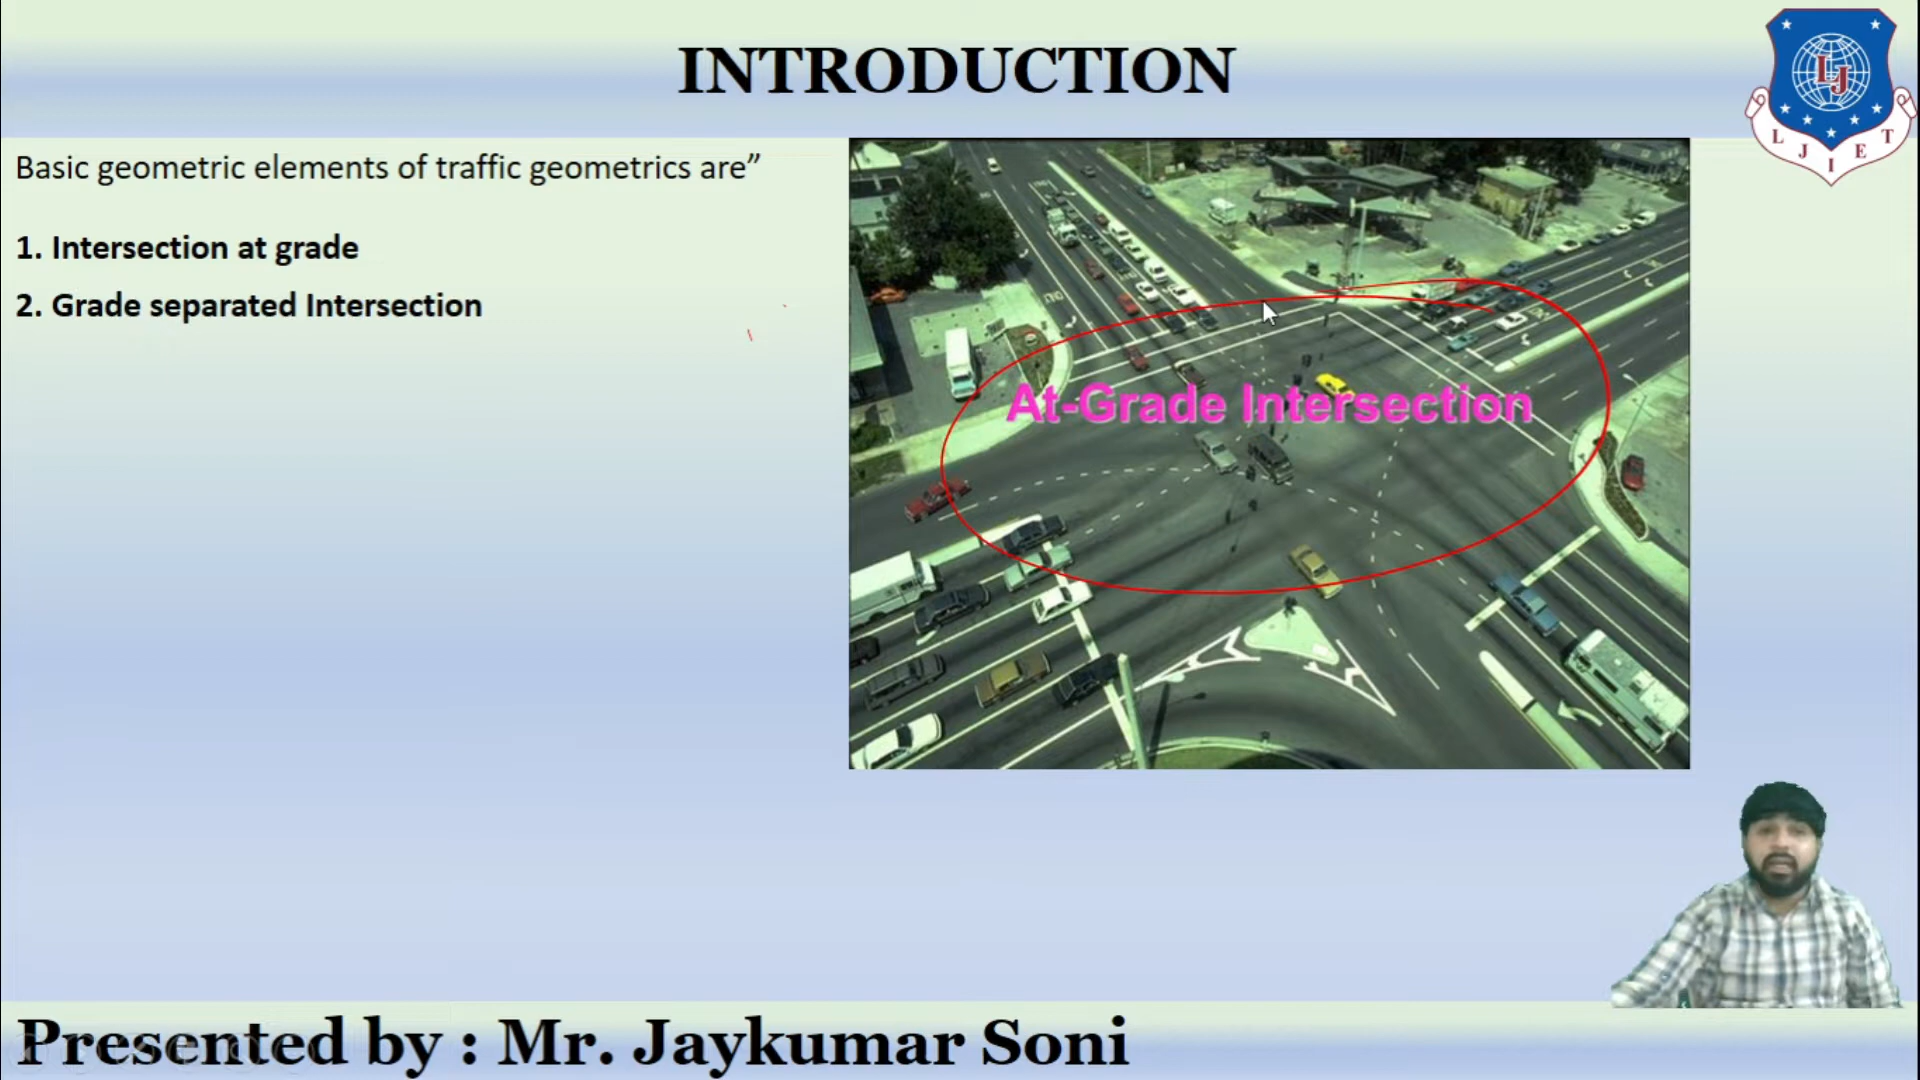 INTRODUCTION
L J I E T
LJ
Basic geometric elements of traffic geometrics are”
1. Intersection at grade
2. Grade separated Intersection
At-Grade Intersection
Presented by : Mr. Jaykumar Soni